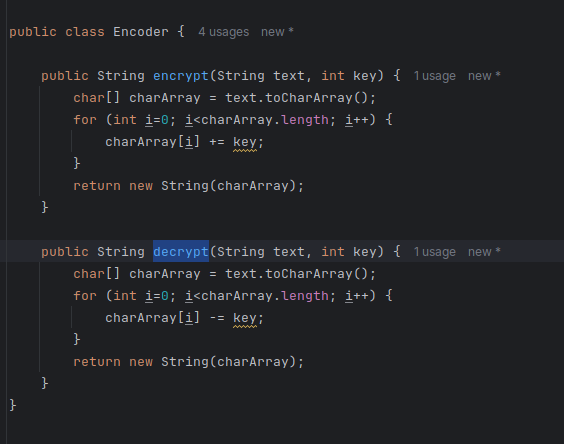 public class Encoder { 4 usages new *
public String encrypt(String text, int key) { 1 usage new *
char[] charArray = text.toCharArray();
for (int i=0; i<charArray.length; i++) {
charArray[i] += key;
}
return new String(charArray);
}
public String decrypt(String text, int key) { 1 usage new *
char[] charArray = text.toCharArray();
for (int i=0; i<charArray.length; i++) {
charArray[i] -= key;
}
return new String(charArray);
}
}